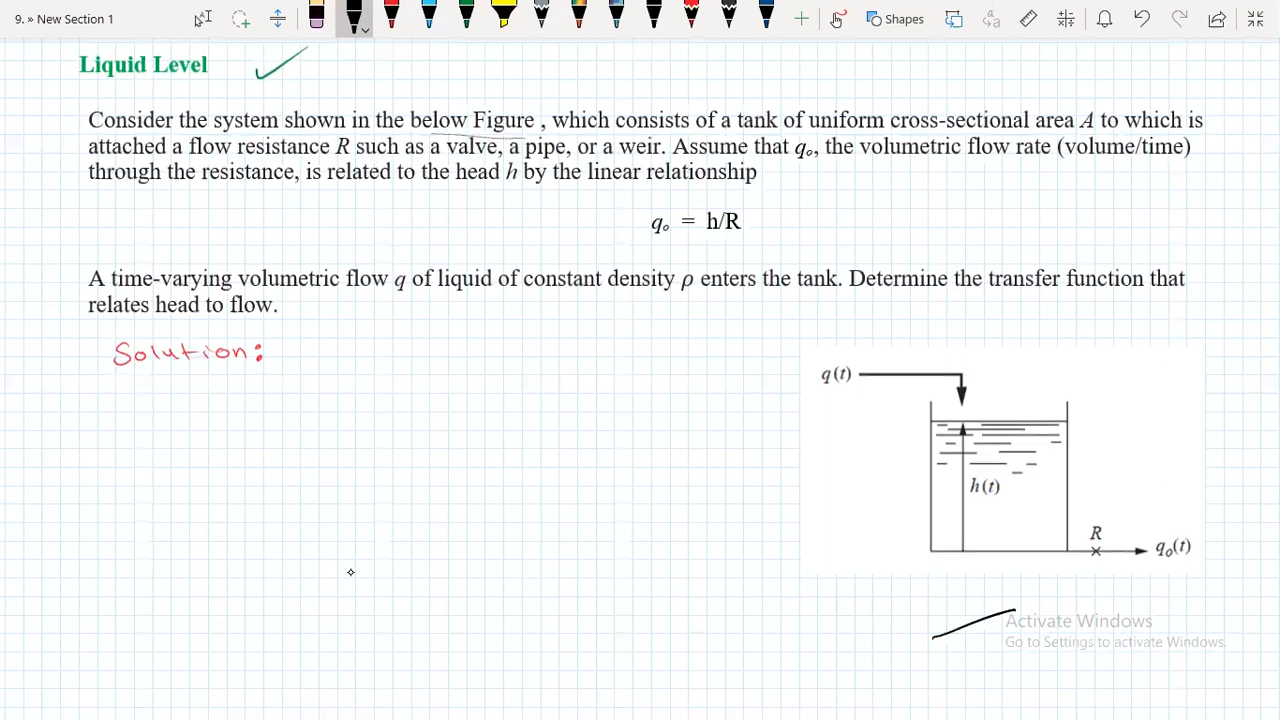 9. » New Section 1
Shapes
Liquid Level
Consider the system shown in the below Figure , which consists of a tank of uniform cross-sectional area A to which is
attached a flow resistance R such as a valve, a pipe, or a weir. Assume that qₒ, the volumetric flow rate (volume/time)
through the resistance, is related to the head h by the linear relationship
qₒ = h/R
A time-varying volumetric flow q of liquid of constant density ρ enters the tank. Determine the transfer function that
relates head to flow.
Solution:
q(t)
h(t)
R
qₒ(t)
Activate Windows
Go to Settings to activate Windows.